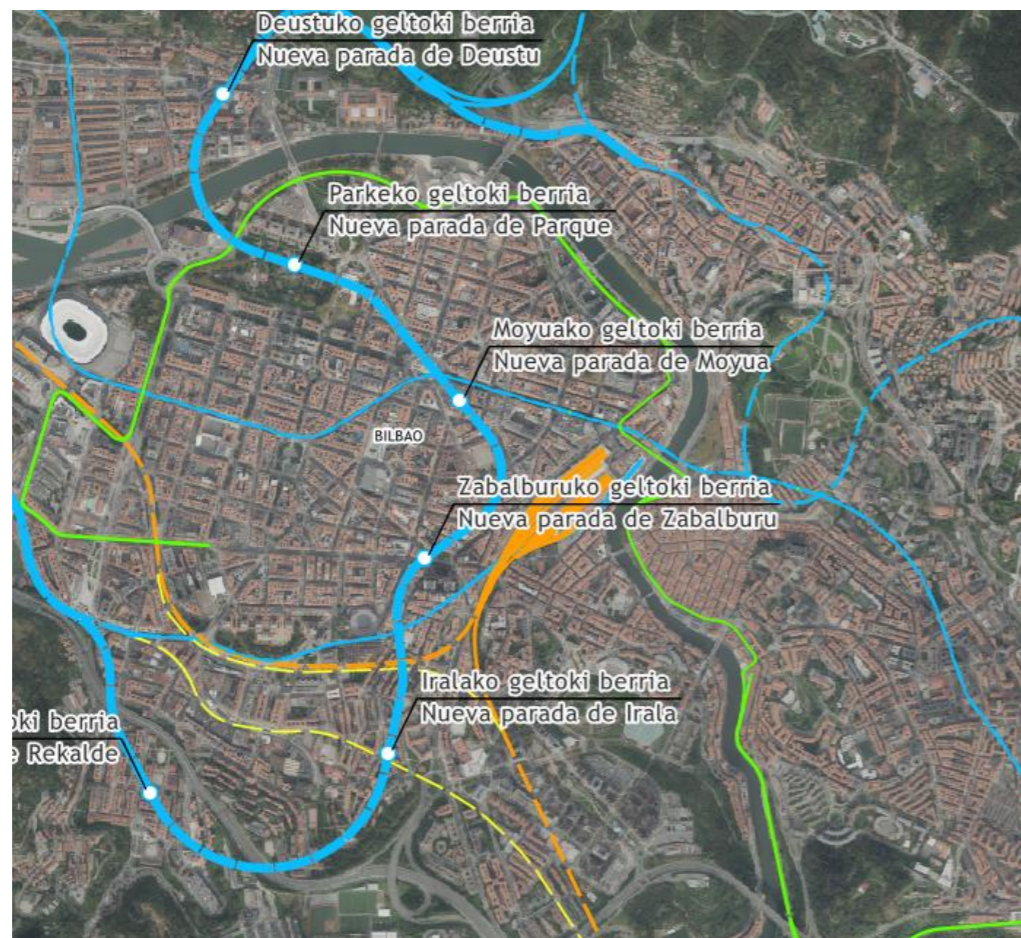 Deustuko geltoki berria
Nueva parada de Deustu
Parkeko geltoki berria
Nueva parada de Parque
Moyuako geltoki berria
Nueva parada de Moyua
BILBAO
Zabalburuko geltoki berria
Nueva parada de Zabalburu
Iralako geltoki berria
Nueva parada de Irala
oki berria
e Rekalde